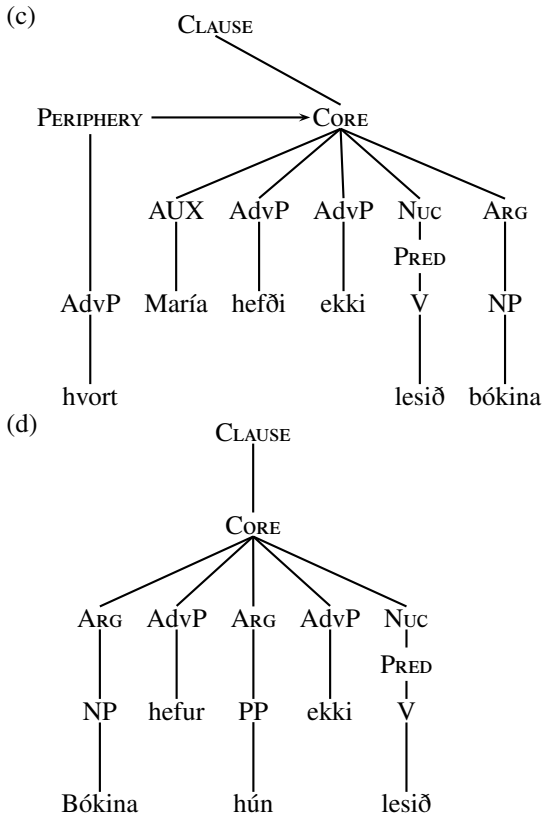 (c)
CLAUSE
PERIPHERY CORE
AUX AdvP AdvP NUC ARG
PRED
AdvP María hefði ekki V NP
hvort lesið bókina
(d)
CLAUSE
CORE
ARG AdvP ARG AdvP NUC
PRED
NP hefur PP ekki V
Bókina hún lesið